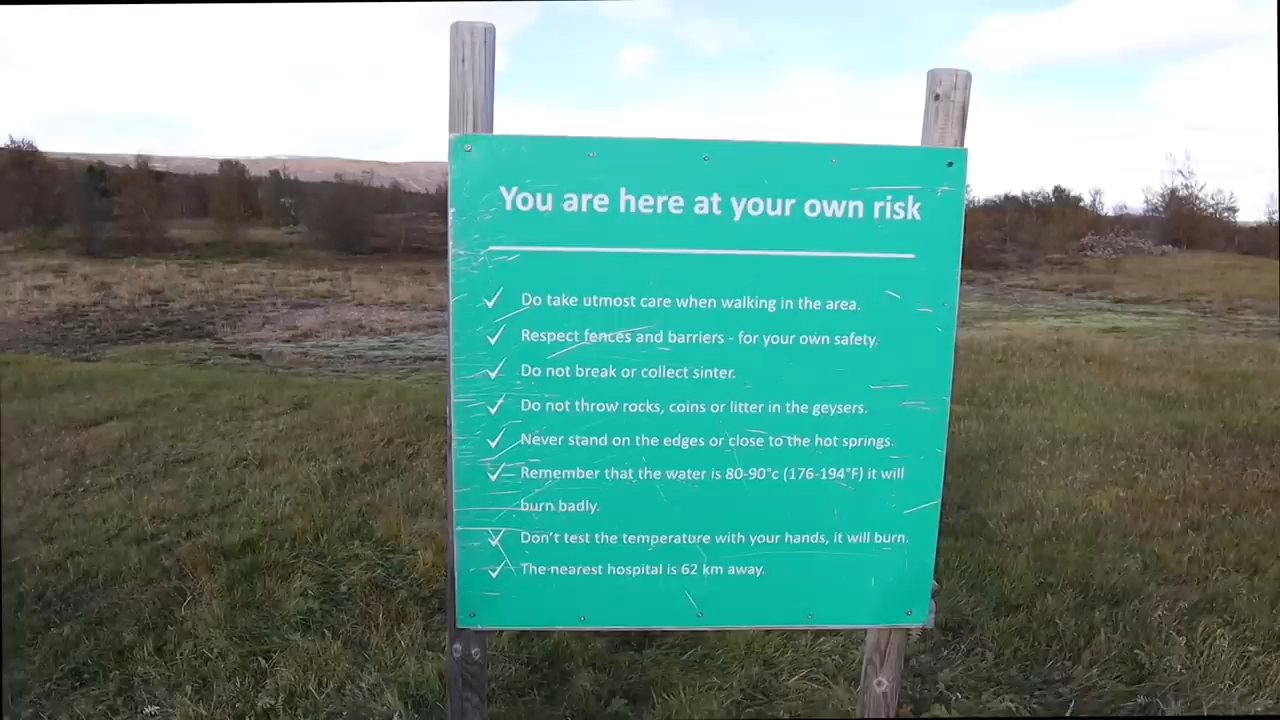 You are here at your own risk
Do take utmost care when walking in the area.
Respect fences and barriers - for your own safety.
Do not break or collect sinter.
Do not throw rocks, coins or litter in the geysers.
Never stand on the edges or close to the hot springs.
Remember that the water is 80-90°c (176-194°F) it will
burn badly.
Don't test the temperature with your hands, it will burn.
The nearest hospital is 62 km away.